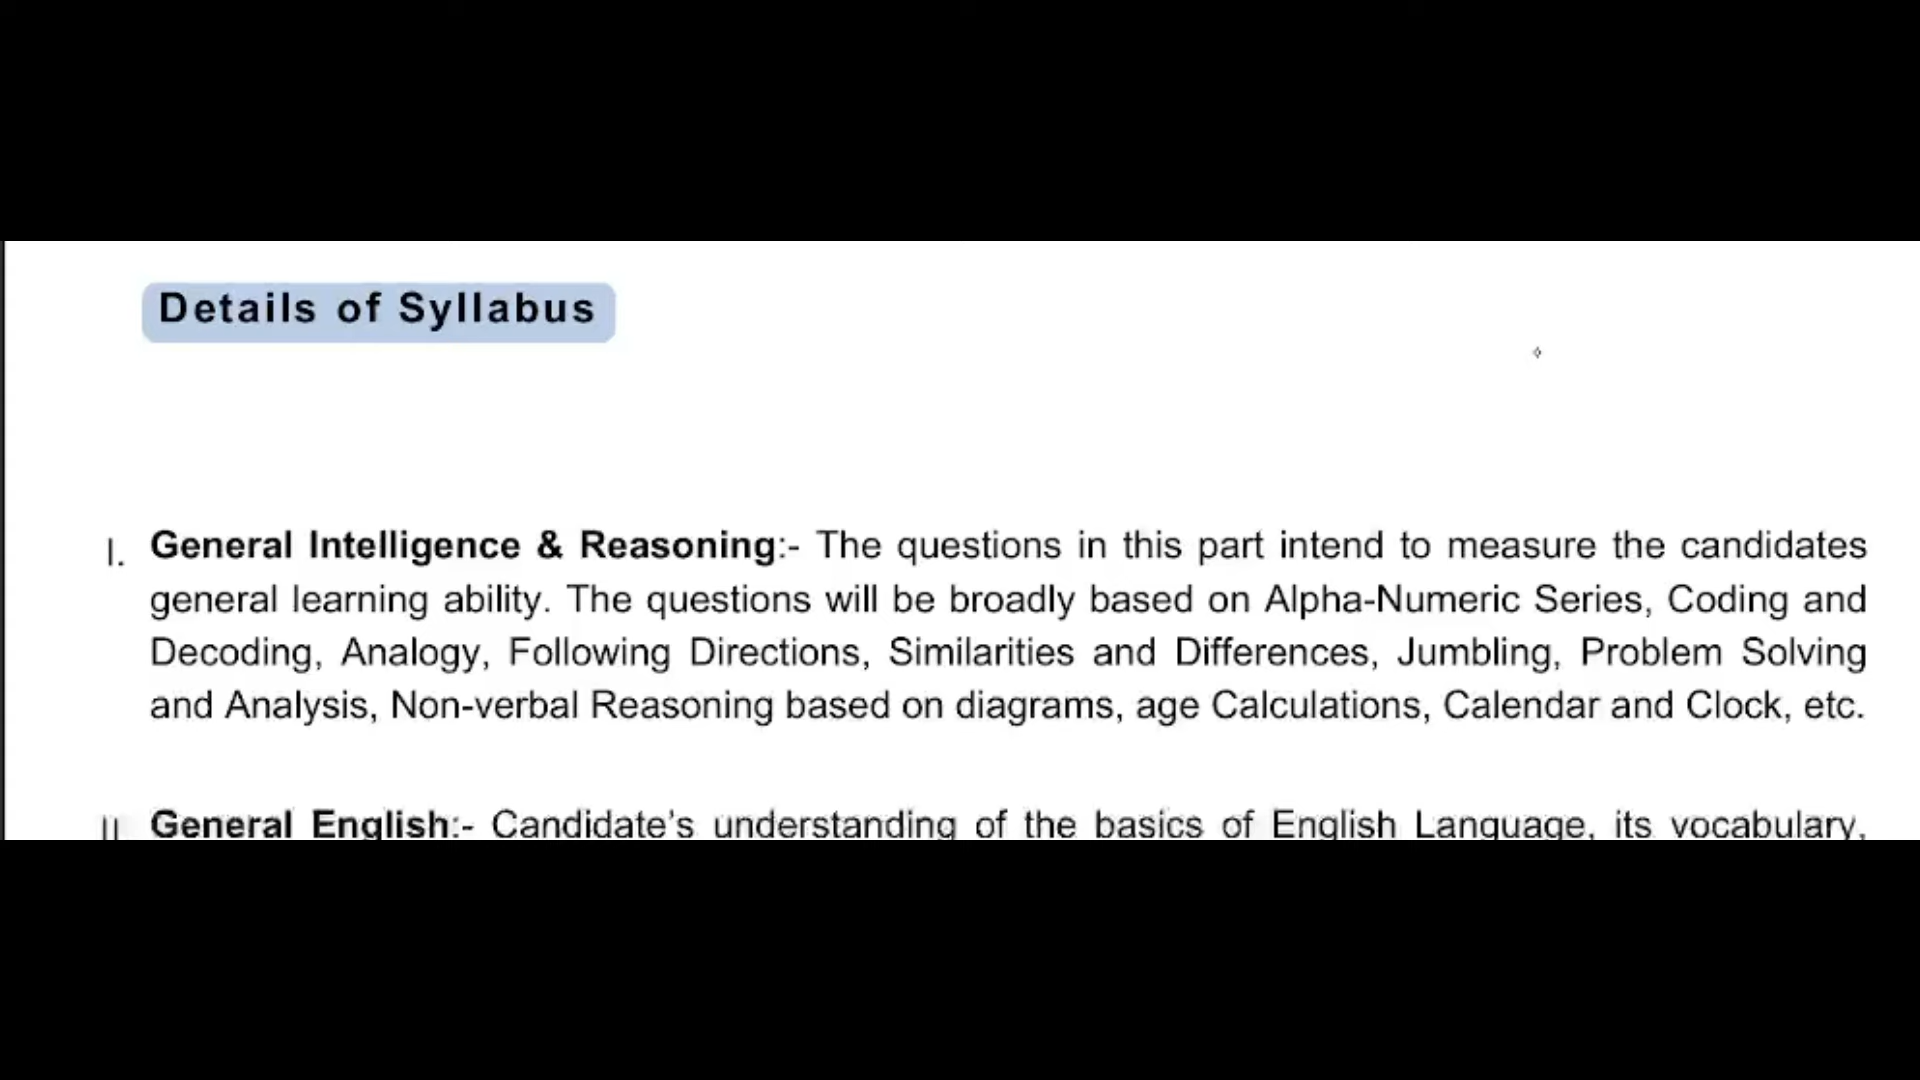 Details of Syllabus
I. General Intelligence & Reasoning:- The questions in this part intend to measure the candidates
general learning ability. The questions will be broadly based on Alpha-Numeric Series, Coding and
Decoding, Analogy, Following Directions, Similarities and Differences, Jumbling, Problem Solving
and Analysis, Non-verbal Reasoning based on diagrams, age Calculations, Calendar and Clock, etc.
II General English:- Candidate’s understanding of the basics of English Language, its vocabulary,